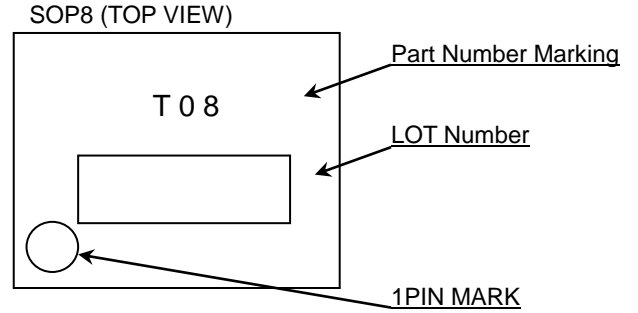 SOP8 (TOP VIEW)
Part Number Marking
T 0 8
LOT Number
1PIN MARK